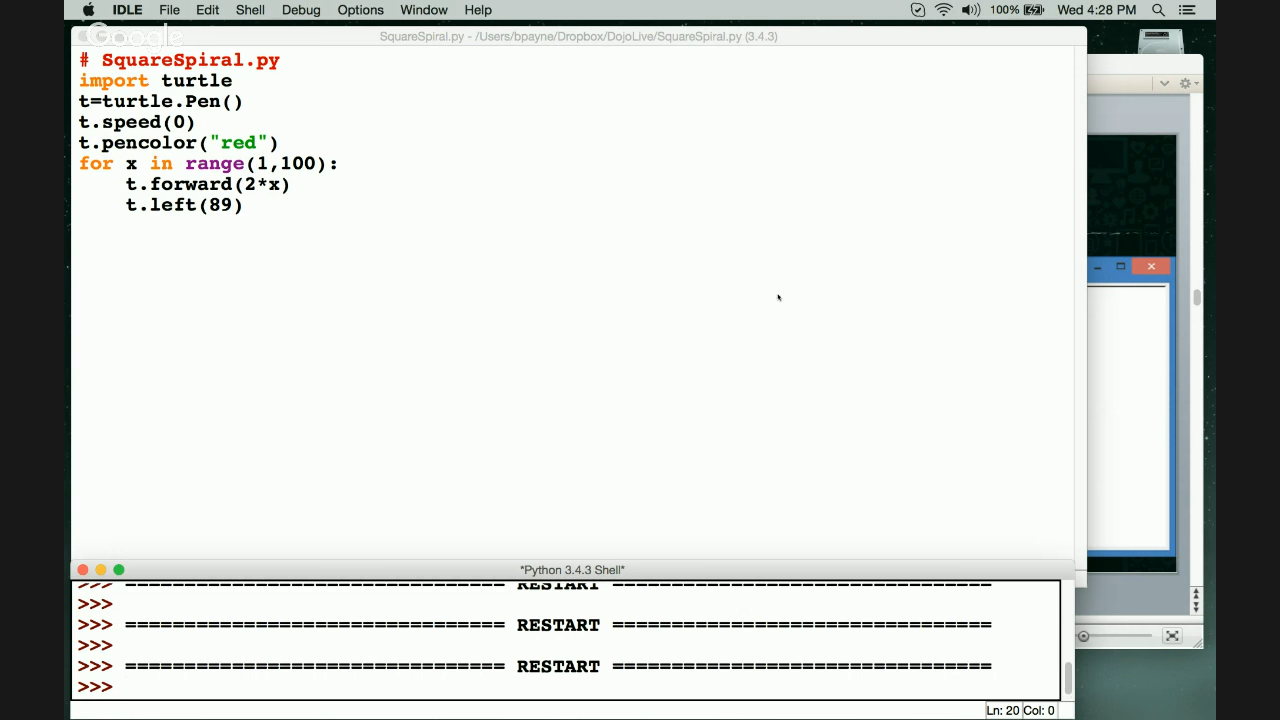 IDLE File Edit Shell Debug Options Window Help 100% Wed 4:28 PM
Google
SquareSpiral.py - /Users/bpayne/Dropbox/DojoLive/SquareSpiral.py (3.4.3)
# SquareSpiral.py
import turtle
t=turtle.Pen()
t.speed(0)
t.pencolor("red")
for x in range(1,100):
    t.forward(2*x)
    t.left(89)
*Python 3.4.3 Shell*
>>> ================================ RESTART ================================
>>>
>>> ================================ RESTART ================================
>>>
>>> ================================ RESTART ================================
>>>
Ln: 20 Col: 0